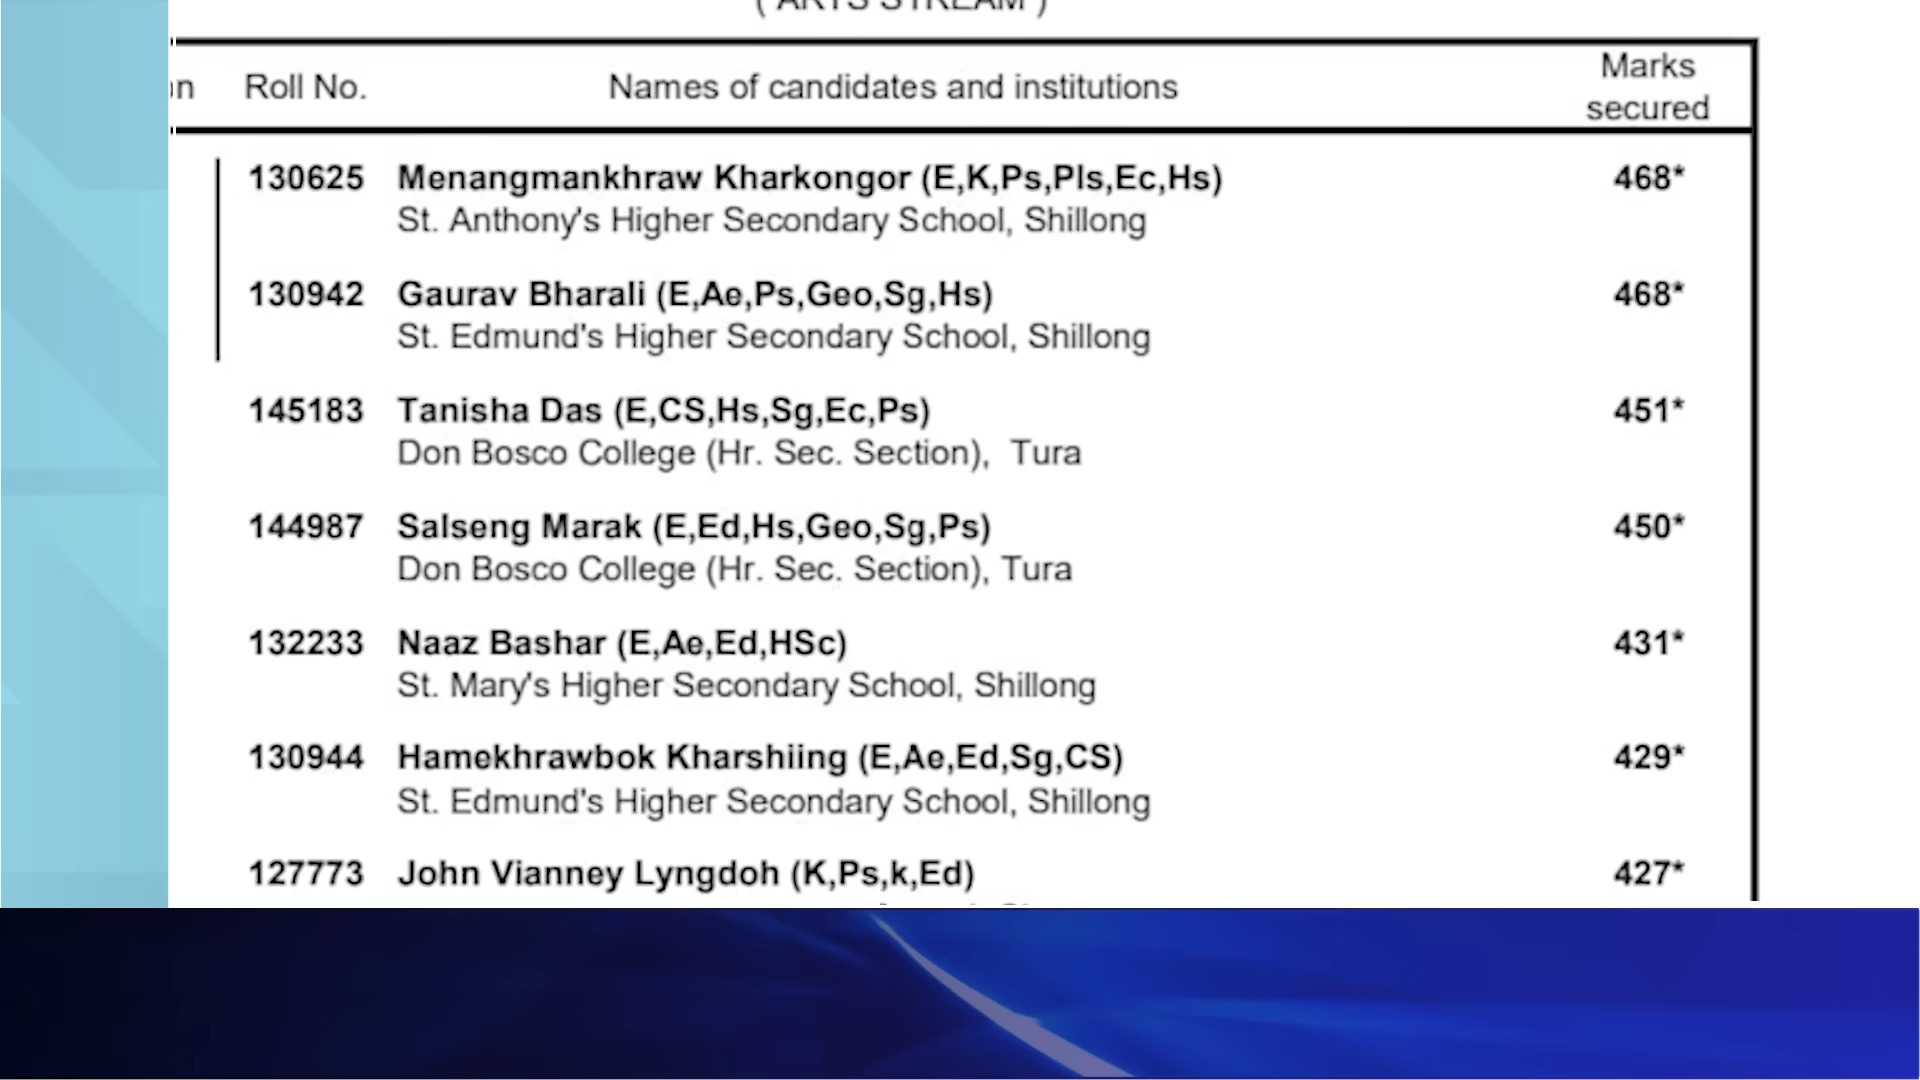 ( ARTS STREAM )
Roll No. Names of candidates and institutions Marks secured
130625 Menangmankhraw Kharkongor (E,K,Ps,Pls,Ec,Hs) 468*
St. Anthony's Higher Secondary School, Shillong
130942 Gaurav Bharali (E,Ae,Ps,Geo,Sg,Hs) 468*
St. Edmund's Higher Secondary School, Shillong
145183 Tanisha Das (E,CS,Hs,Sg,Ec,Ps) 451*
Don Bosco College (Hr. Sec. Section), Tura
144987 Salseng Marak (E,Ed,Hs,Geo,Sg,Ps) 450*
Don Bosco College (Hr. Sec. Section), Tura
132233 Naaz Bashar (E,Ae,Ed,HSc) 431*
St. Mary's Higher Secondary School, Shillong
130944 Hamekhrawbok Kharshiing (E,Ae,Ed,Sg,CS) 429*
St. Edmund's Higher Secondary School, Shillong
127773 John Vianney Lyngdoh (K,Ps,k,Ed) 427*